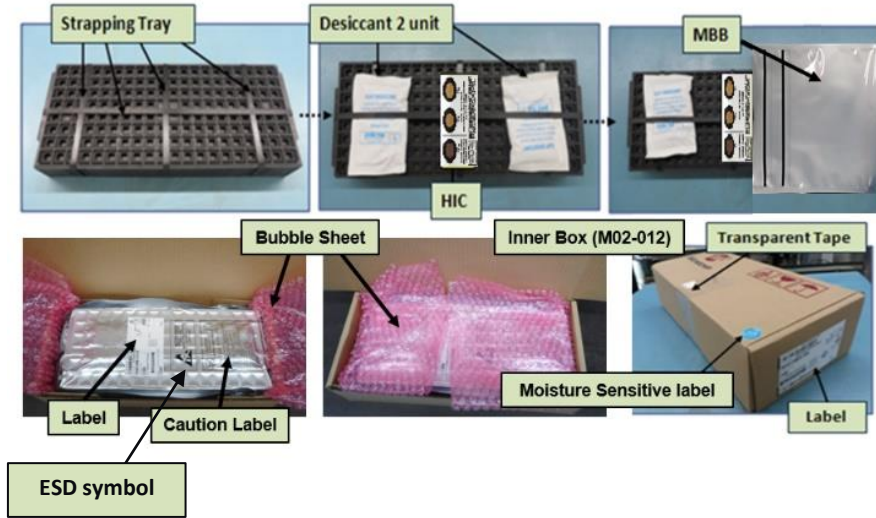 Strapping Tray
Desiccant 2 unit
MBB
HIC
Bubble Sheet
Inner Box (M02-012)
Transparent Tape
Moisture Sensitive label
Label
Caution Label
Label
ESD symbol